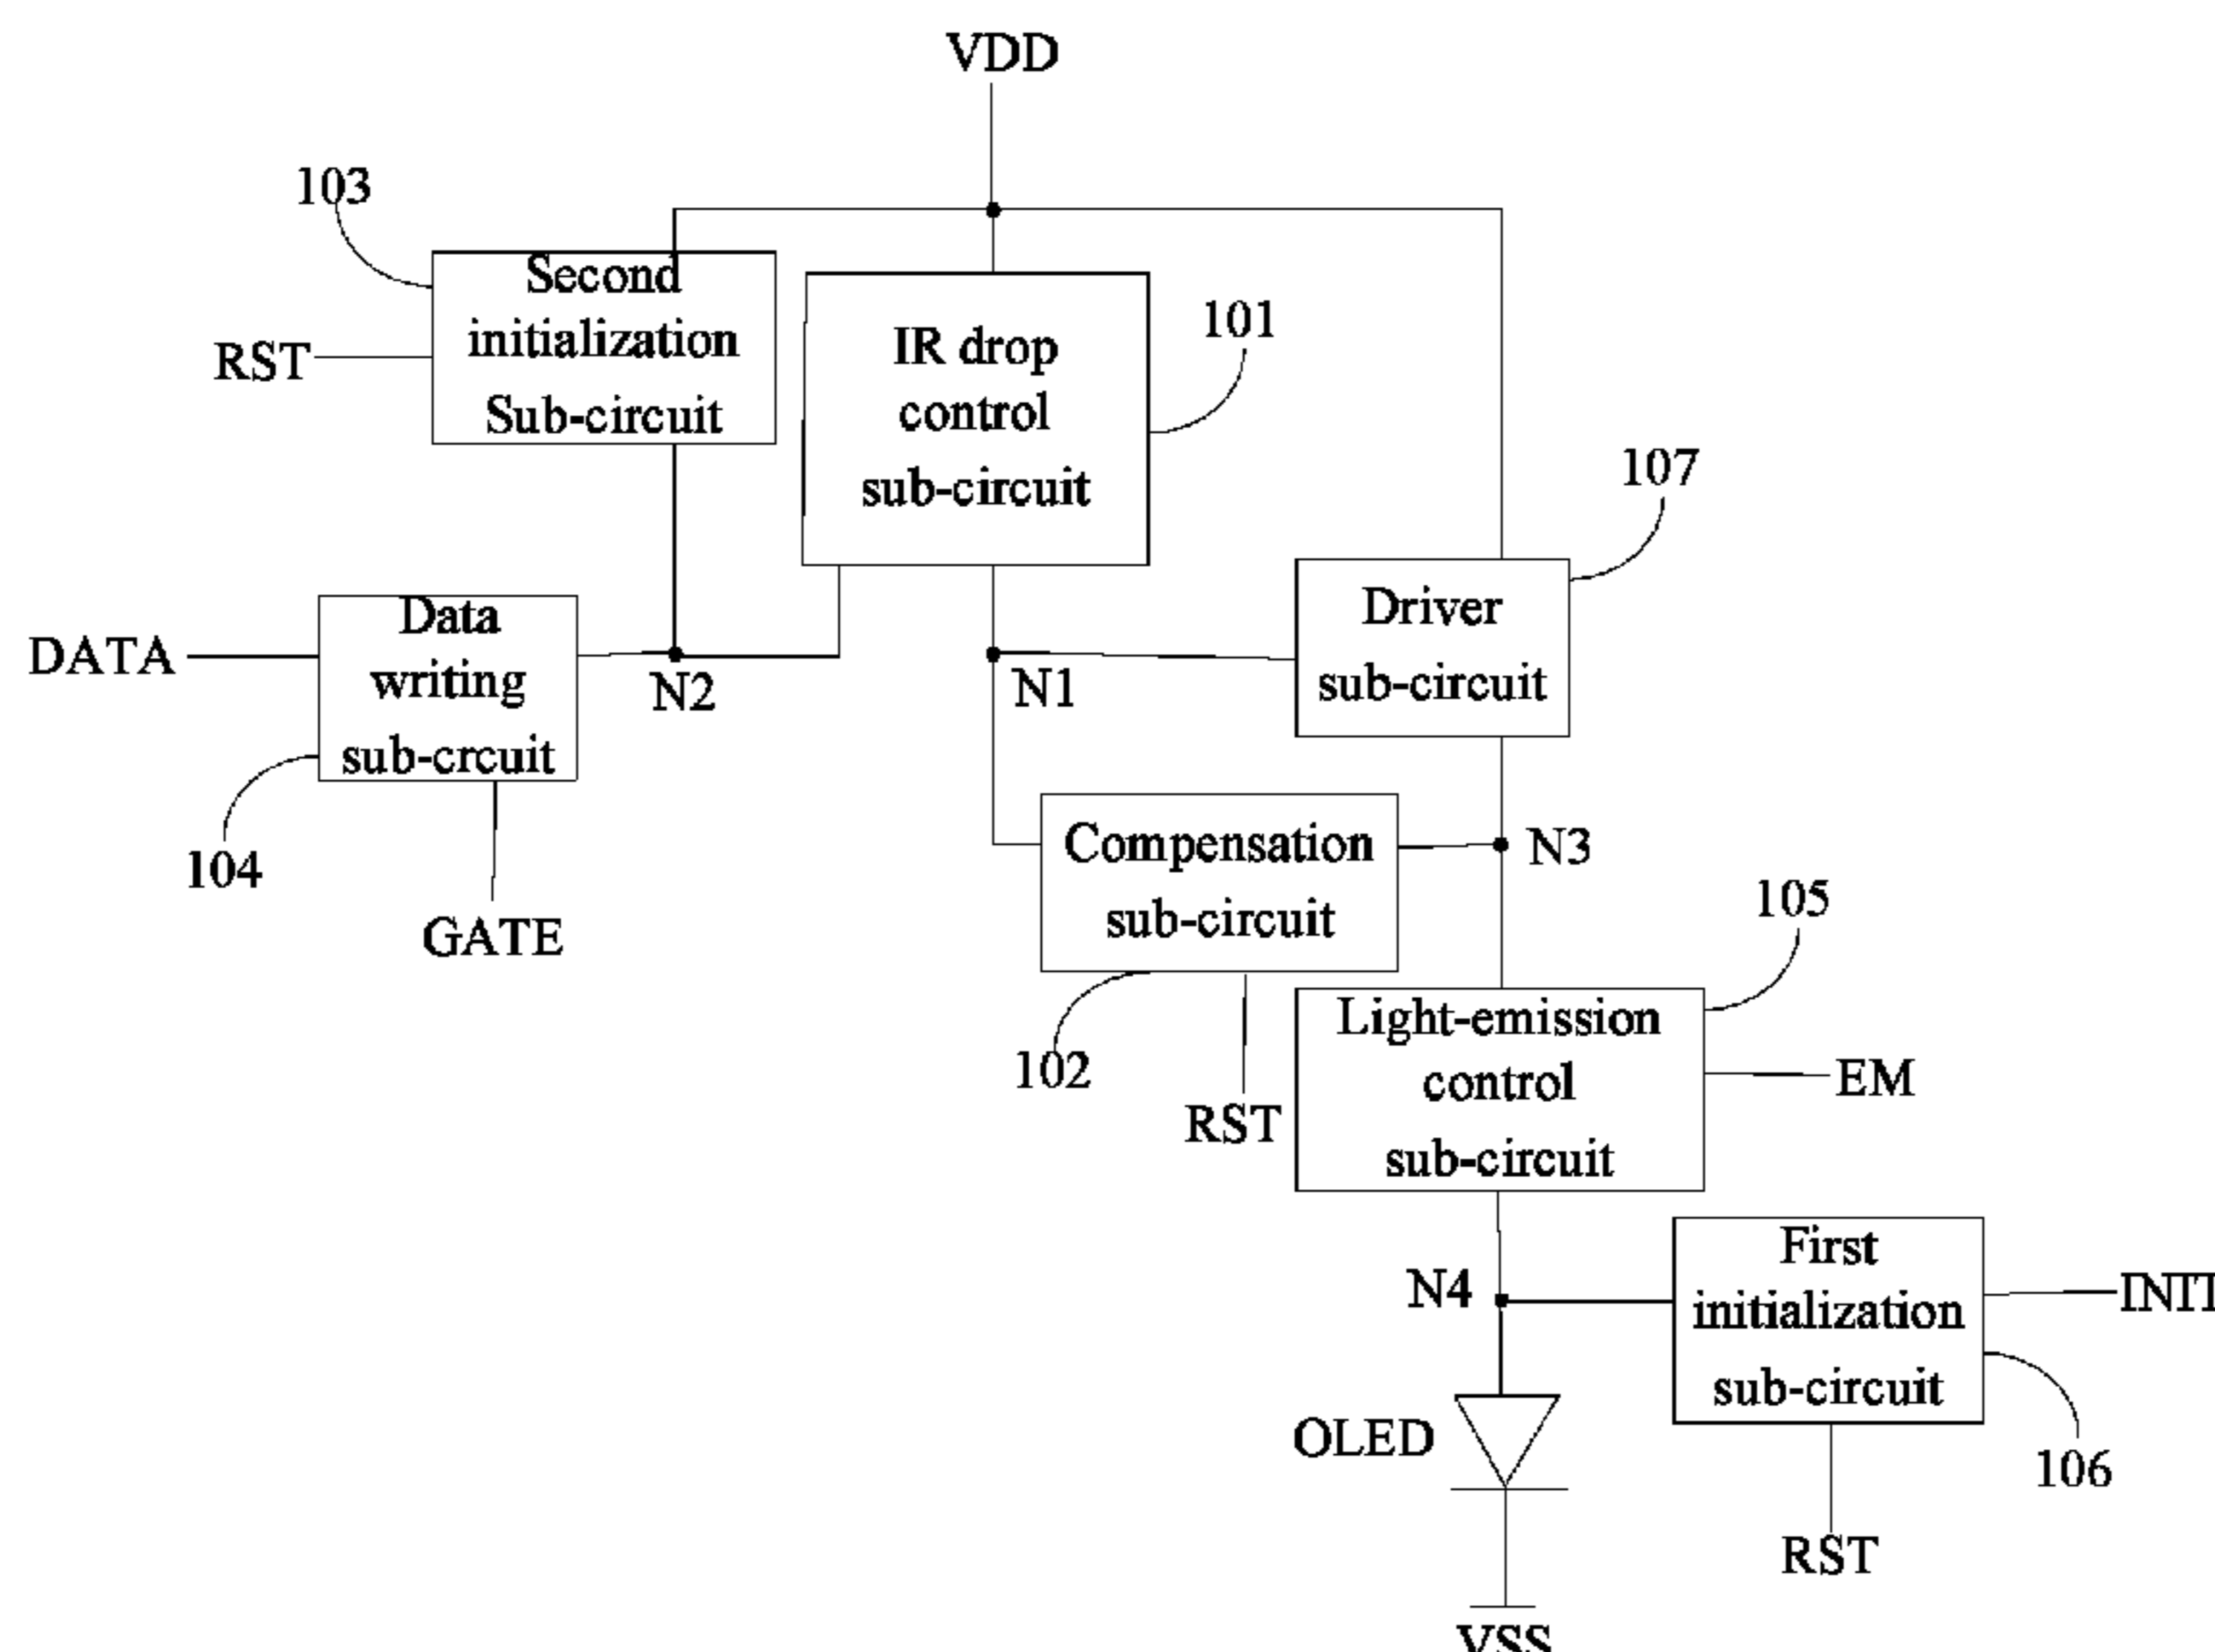 VDD
103
Second
initialization
Sub-circuit
RST
IR drop
control
sub-circuit
101
107
Driver
sub-circuit
DATA
Data
writing
sub-crcuit
N2
N1
104
GATE
Compensation
sub-circuit
N3
102
RST
105
Light-emission
control
sub-circuit
EM
N4
First
initialization
sub-circuit
INIT
OLED
106
RST
VSS